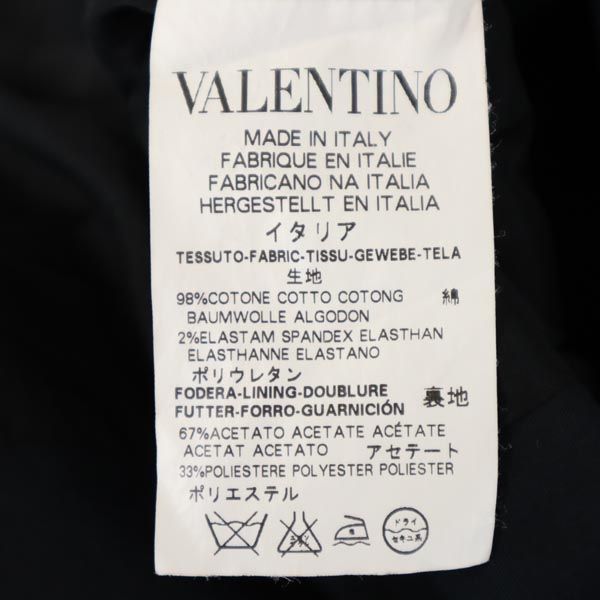 VALENTINO
MADE IN ITALY
FABRIQUE EN ITALIE
FABRICANO NA ITALIA
HERGESTELLT EN ITALIA
イタリア
TESSUTO-FABRIC-TISSU-GEWEBE-TELA
生地
98%COTONE COTTO COTONG 綿
BAUMWOLLE ALGODON
2%ELASTAM SPANDEX ELASTHAN
ELASTHANNE ELASTANO
ポリウレタン
FODERA-LINING-DOUBLURE
FUTTER-FORRO-GUARNICIÓN 裏地
67%ACETATO ACETATE ACÉTATE
ACETAT ACETATO アセテート
33%POLIESTERE POLYESTER POLIESTER
ポリエステル
ドライ
セキユ系